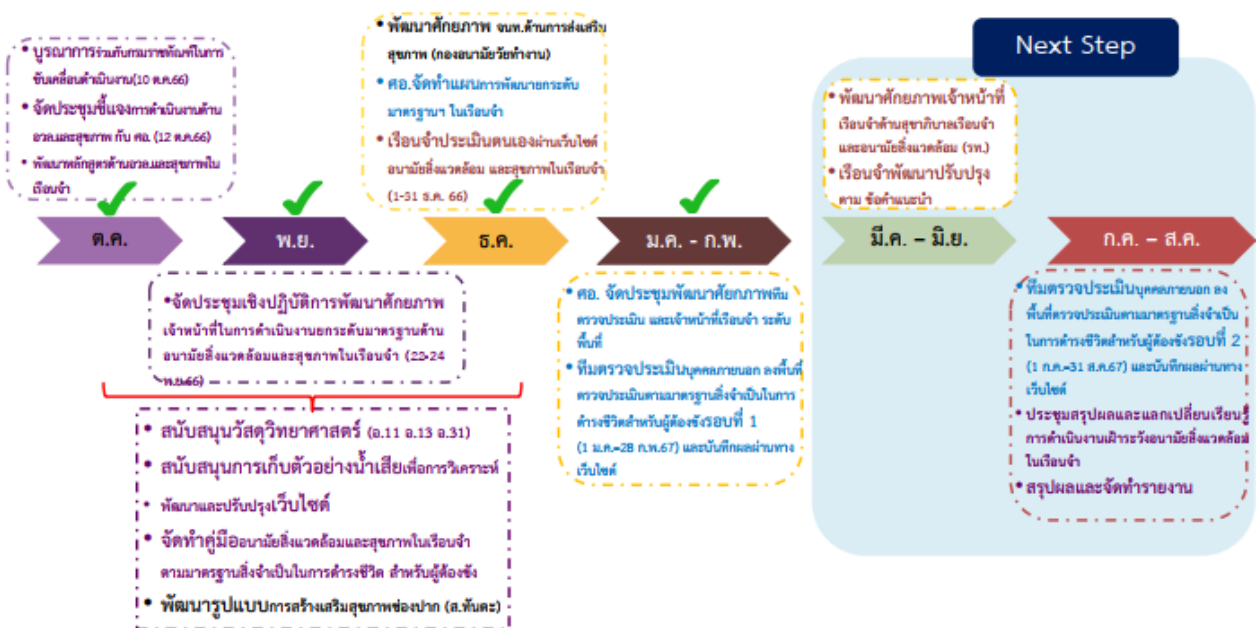 • บูรณาการร่วมกับกรมราชทัณฑ์ในการ
ขับเคลื่อนดำเนินงาน(10 ต.ค.66)
• จัดประชุมชี้แจงการดำเนินงานด้าน
อวล.และสุขภาพ กับ ศอ. (12 ต.ค.66)
• พัฒนาหลักสูตรด้านอวล.และสุขภาพใน
เรือนจำ
• พัฒนาศักยภาพ จนท.ด้านการส่งเสริม
สุขภาพ (กองอนามัยวัยทำงาน)
• ศอ.จัดทำแผนการพัฒนายกระดับ
มาตรฐานฯ ในเรือนจำ
• เรือนจำประเมินตนเองผ่านเว็บไซต์
อนามัยสิ่งแวดล้อม และสุขภาพในเรือนจำ
(1-31 ธ.ค. 66)
Next Step
• พัฒนาศักยภาพเจ้าหน้าที่
เรือนจำด้านสุขาภิบาลเรือนจำ
และอนามัยสิ่งแวดล้อม (รท.)
• เรือนจำพัฒนาปรับปรุง
ตาม ข้อคำแนะนำ
ต.ค.
พ.ย.
ธ.ค.
ม.ค. - ก.พ.
มี.ค. – มิ.ย.
ก.ค. – ส.ค.
•จัดประชุมเชิงปฏิบัติการพัฒนาศักยภาพ
เจ้าหน้าที่ในการดำเนินงานยกระดับมาตรฐานด้าน
อนามัยสิ่งแวดล้อมและสุขภาพในเรือนจำ (22-24
พ.ย.66)
• สนับสนุนวัสดุวิทยาศาสตร์ (อ.11 อ.13 อ.31)
• สนับสนุนการเก็บตัวอย่างน้ำเสียเพื่อการวิเคราะห์
• พัฒนาและปรับปรุงเว็บไซต์
• จัดทำคู่มืออนามัยสิ่งแวดล้อมและสุขภาพในเรือนจำ
ตามมาตรฐานสิ่งจำเป็นในการดำรงชีวิต สำหรับผู้ต้องขัง
• พัฒนารูปแบบการสร้างเสริมสุขภาพช่องปาก (ส.ทันตะ)
• ศอ. จัดประชุมพัฒนาศัยกภาพทีม
ตรวจประเมิน และเจ้าหน้าที่เรือนจำ ระดับ
พื้นที่
• ทีมตรวจประเมินบุคคลภายนอก ลงพื้นที่
ตรวจประเมินตามมาตรฐานสิ่งจำเป็นในการ
ดำรงชีวิตสำหรับผู้ต้องขังรอบที่ 1
(1 ม.ค.–28 ก.พ.67) และบันทึกผลผ่านทาง
เว็บไซต์
• ทีมตรวจประเมินบุคคลภายนอก ลง
พื้นที่ตรวจประเมินตามมาตรฐานสิ่งจำเป็น
ในการดำรงชีวิตสำหรับผู้ต้องขังรอบที่ 2
(1 ก.ค.–31 ส.ค.67) และบันทึกผลผ่านทาง
เว็บไซต์
• ประชุมสรุปผลและแลกเปลี่ยนเรียนรู้
การดำเนินงานเฝ้าระวังอนามัยสิ่งแวดล้อม
ในเรือนจำ
• สรุปผลและจัดทำรายงาน